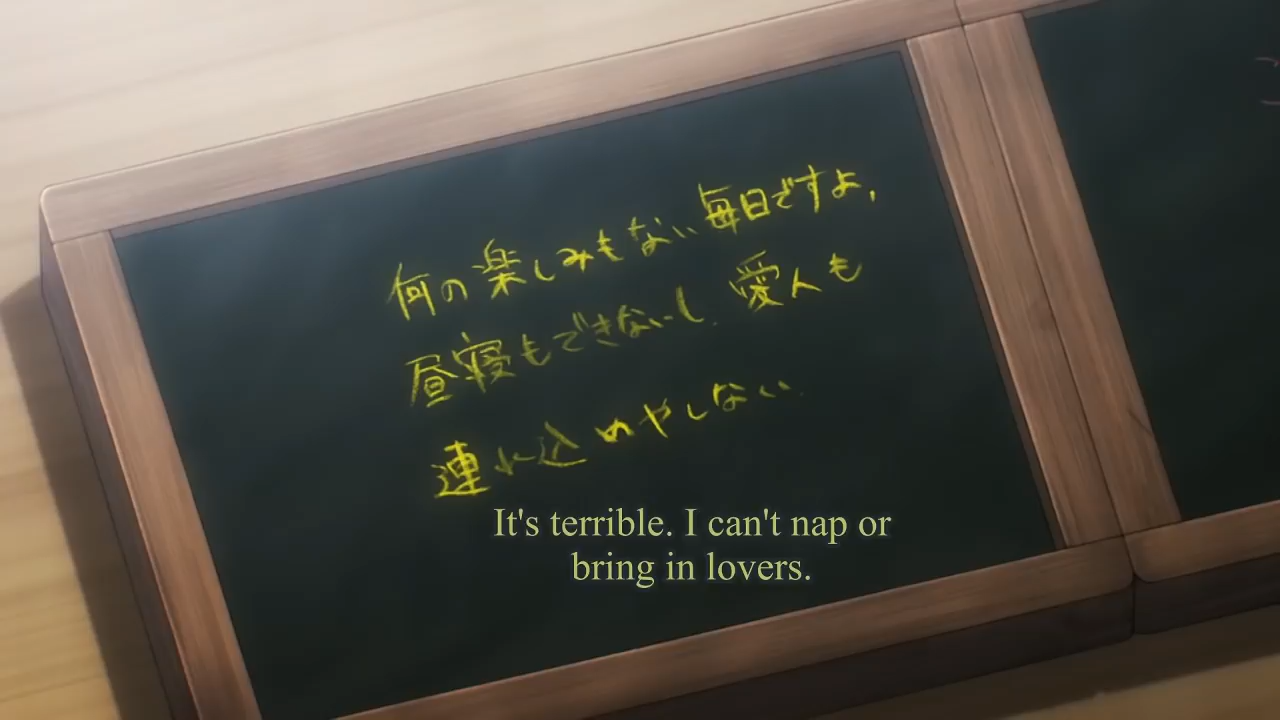 何の楽しみもない毎日ですよ,
昼寝もできないし、愛人も
連れ込めやしない.
It's terrible. I can't nap or
bring in lovers.